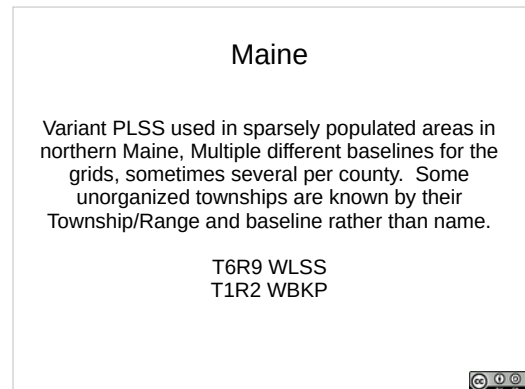 Maine
Variant PLSS used in sparsely populated areas in
northern Maine, Multiple different baselines for the
grids, sometimes several per county.  Some
unorganized townships are known by their
Township/Range and baseline rather than name.
T6R9 WLSS
T1R2 WBKP